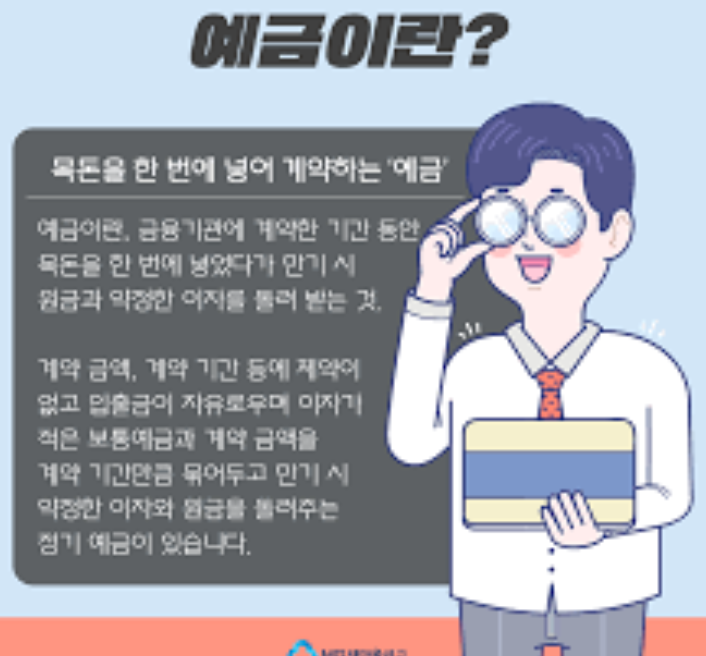 예금이란?
목돈을 한 번에 넣어 계약하는 '예금'
예금이란, 금융기관에 계약한 기간 동안
목돈을 한 번에 넣었다가 만기 시
원금과 약정한 이자를 돌려 받는 것.
계약 금액, 계약 기간 등에 제약이
없고 입출금이 자유로우며 이자가
적은 보통예금과 계약 금액을
계약 기간만큼 묶어두고 만기 시
약정한 이자와 원금을 돌려주는
정기 예금이 있습니다.